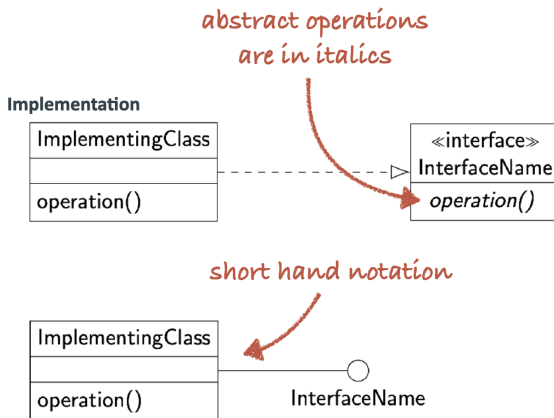 abstract operations
are in italics
Implementation
ImplementingClass
operation()
«interface»
InterfaceName
operation()
short hand notation
ImplementingClass
operation()
InterfaceName